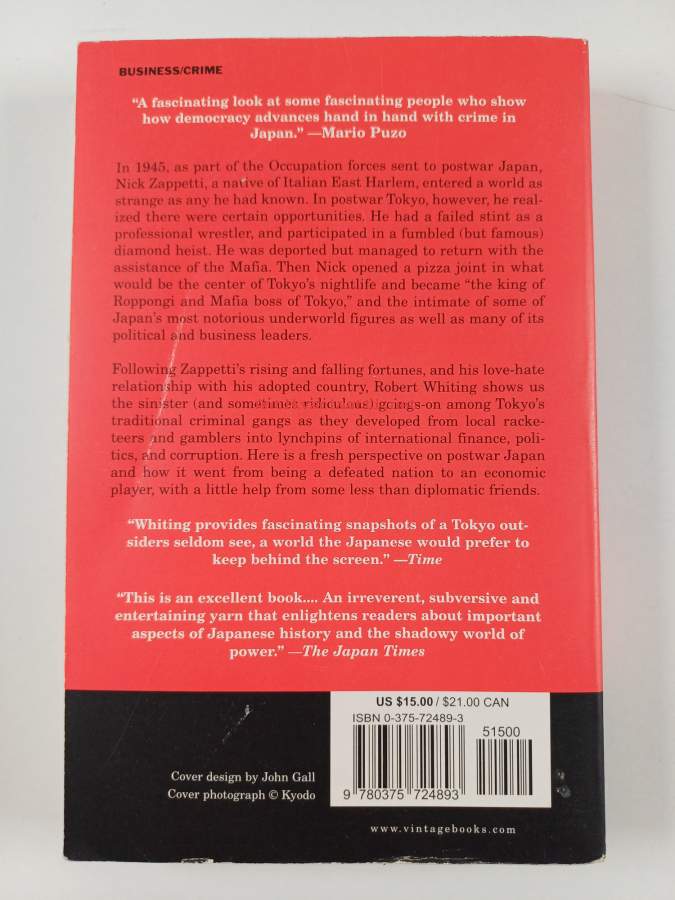 BUSINESS/CRIME
“A fascinating look at some fascinating people who show
how democracy advances hand in hand with crime in
Japan.” —Mario Puzo
In 1945, as part of the Occupation forces sent to postwar Japan,
Nick Zappetti, a native of Italian East Harlem, entered a world as
strange as any he had known. In postwar Tokyo, however, he real-
ized there were certain opportunities. He had a failed stint as a
professional wrestler, and participated in a fumbled (but famous)
diamond heist. He was deported but managed to return with the
assistance of the Mafia. Then Nick opened a pizza joint in what
would be the center of Tokyo’s nightlife and became “the king of
Roppongi and Mafia boss of Tokyo,” and the intimate of some of
Japan’s most notorious underworld figures as well as many of its
political and business leaders.
Following Zappetti’s rising and falling fortunes, and his love-hate
relationship with his adopted country, Robert Whiting shows us
the sinister (and sometimes ridiculous) goings-on among Tokyo’s
traditional criminal gangs as they developed from local racke-
teers and gamblers into lynchpins of international finance, poli-
tics, and corruption. Here is a fresh perspective on postwar Japan
and how it went from being a defeated nation to an economic
player, with a little help from some less than diplomatic friends.
“Whiting provides fascinating snapshots of a Tokyo out-
siders seldom see, a world the Japanese would prefer to
keep behind the screen.” —Time
“This is an excellent book.... An irreverent, subversive and
entertaining yarn that enlightens readers about important
aspects of Japanese history and the shadowy world of
power.” —The Japan Times
US $15.00 / $21.00 CAN
ISBN 0-375-72489-3
51500
9 780375 724893
Cover design by John Gall
Cover photograph © Kyodo
www.vintagebooks.com